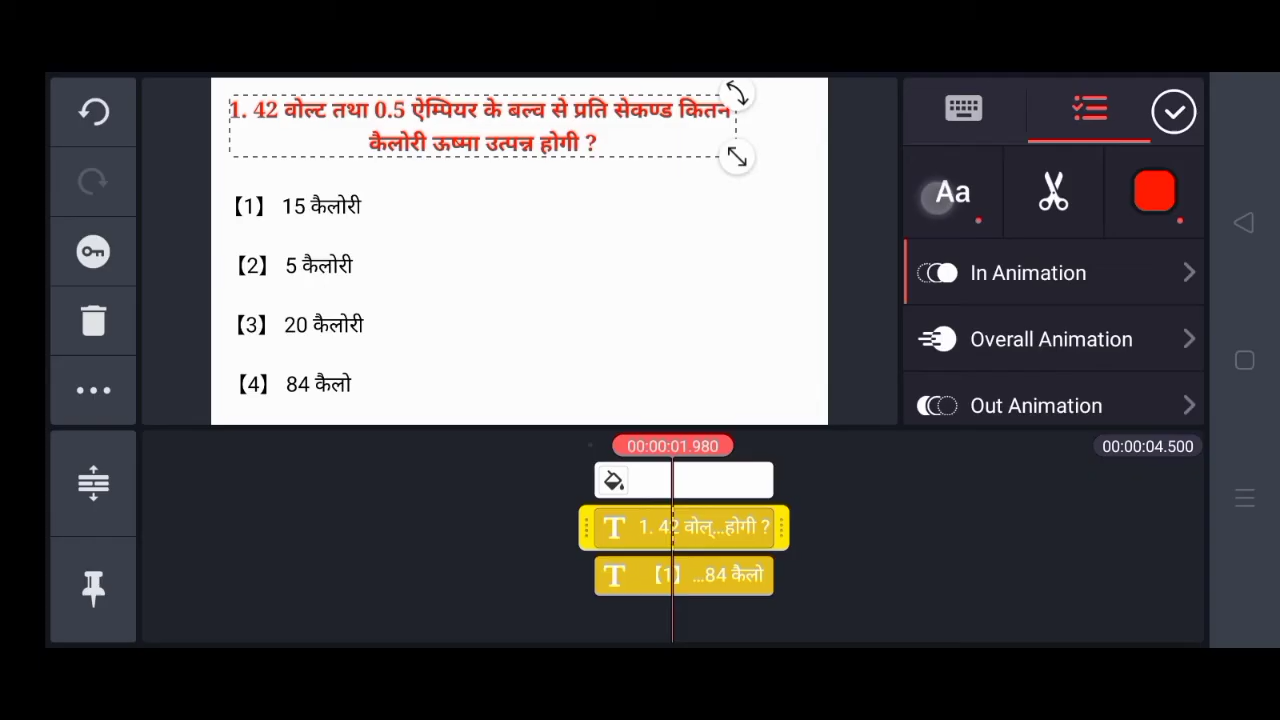 1. 42 वोल्ट तथा 0.5 ऐम्पियर के बल्व से प्रति सेकण्ड कितन
कैलोरी ऊष्मा उत्पन्न होगी ?
【1】 15 कैलोरी
【2】 5 कैलोरी
【3】 20 कैलोरी
【4】 84 कैलो
Aa
In Animation
Overall Animation
Out Animation
00:00:01.980
00:00:04.500
T 1. 42 वोल्...होगी ?
T 【1】 ...84 कैलो